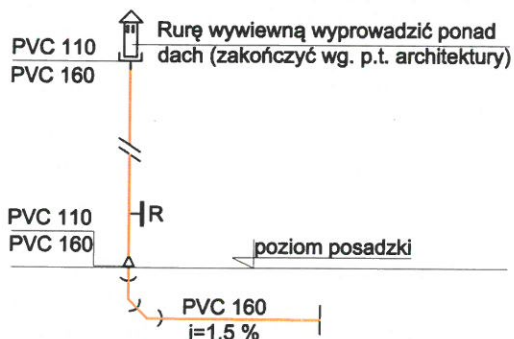 Rurę wywiewną wyprowadzić ponad
dach (zakończyć wg. p.t. architektury)
PVC 110
PVC 160
R
PVC 110
PVC 160
poziom posadzki
PVC 160
i=1.5 %